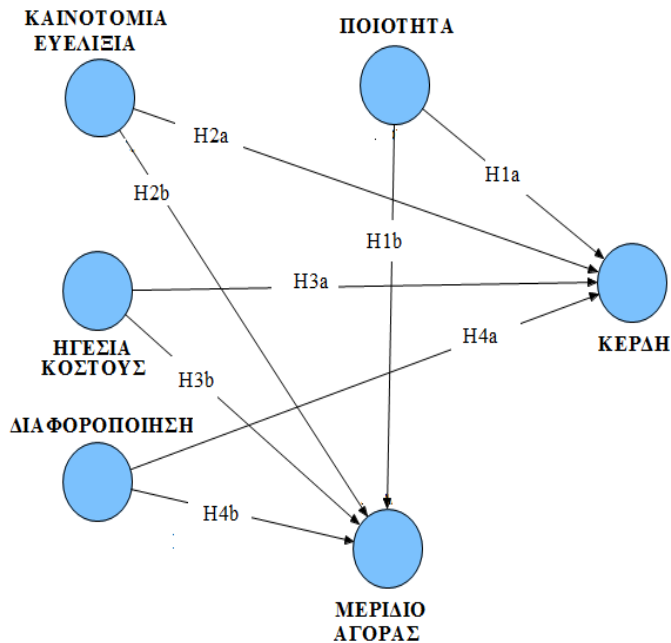 ΚΑΙΝΟΤΟΜΙΑ
ΕΥΕΛΙΞΙΑ
ΠΟΙΟΤΗΤΑ
H2a
H1a
H2b
H1b
H3a
ΗΓΕΣΙΑ
ΚΟΣΤΟΥΣ
H4a
ΚΕΡΔΗ
H3b
ΔΙΑΦΟΡΟΠΟΙΗΣΗ
H4b
ΜΕΡΙΔΙΟ
ΑΓΟΡΑΣ